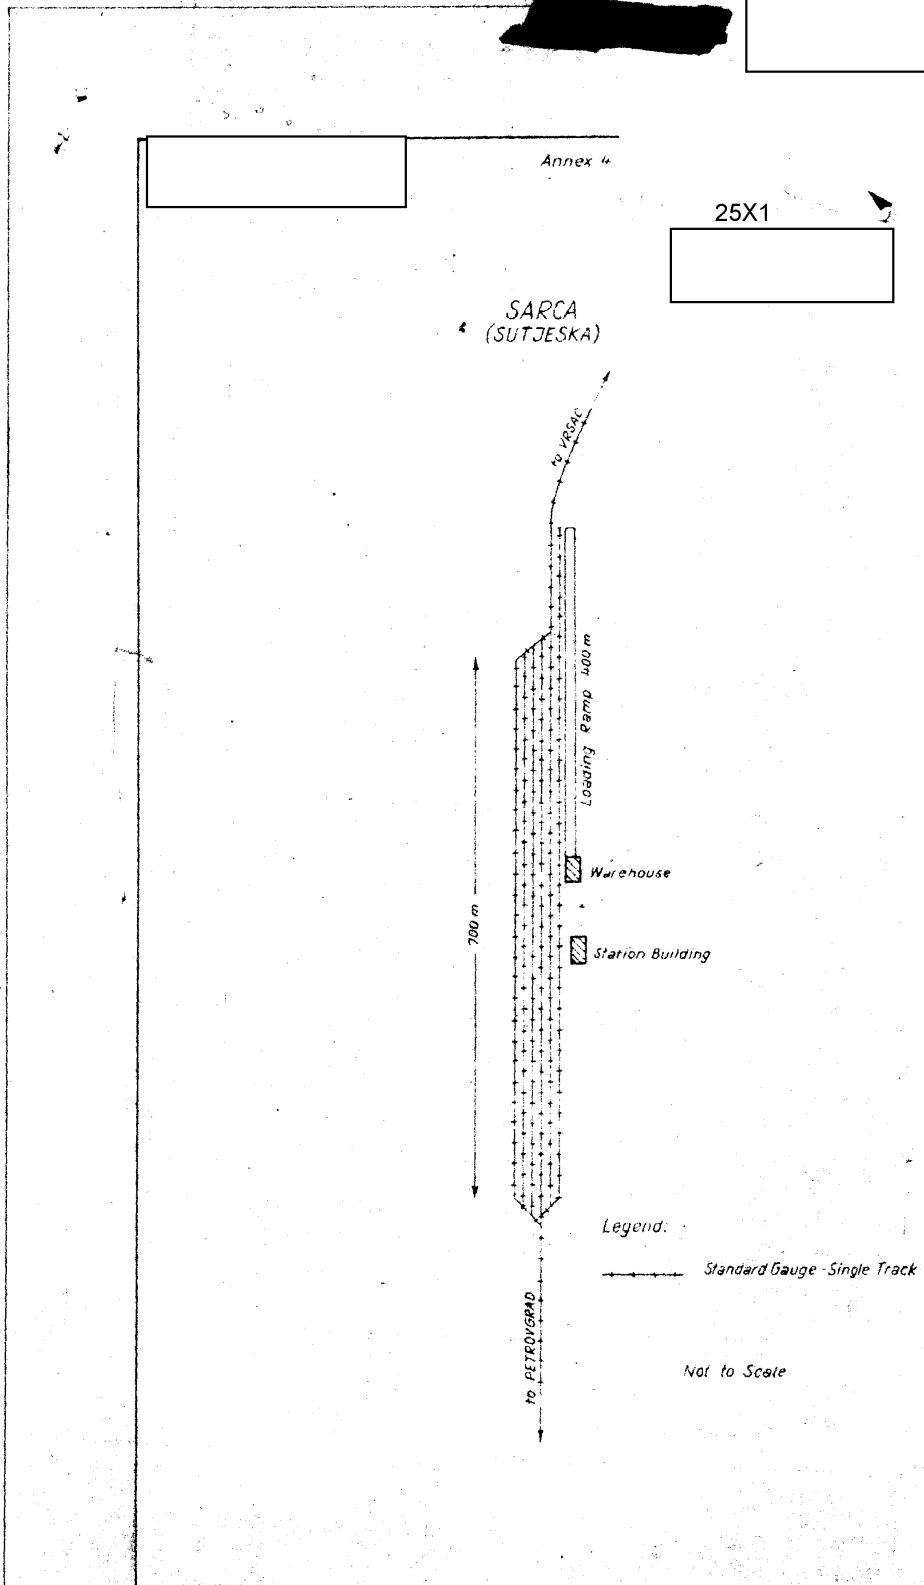 Annex 4
25X1
SARCA
(SUTJESKA)
to VRSAC
Loading Ramp 400m
Warehouse
700 m
Station Building
Legend:
Standard Gauge - Single Track
to PETROVGRAD
Not to Scale